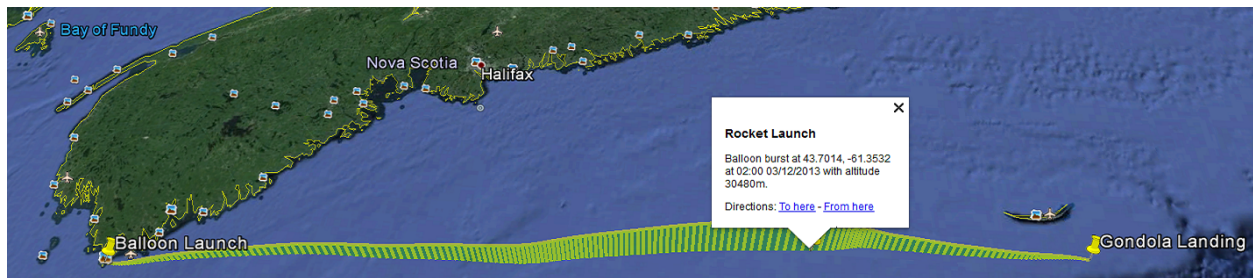 Bay of Fundy
Nova Scotia
Halifax
Rocket Launch
Balloon burst at 43.7014, -61.3532
at 02:00 03/12/2013 with altitude
30480m.
Directions: To here - From here
Balloon Launch
Gondola Landing